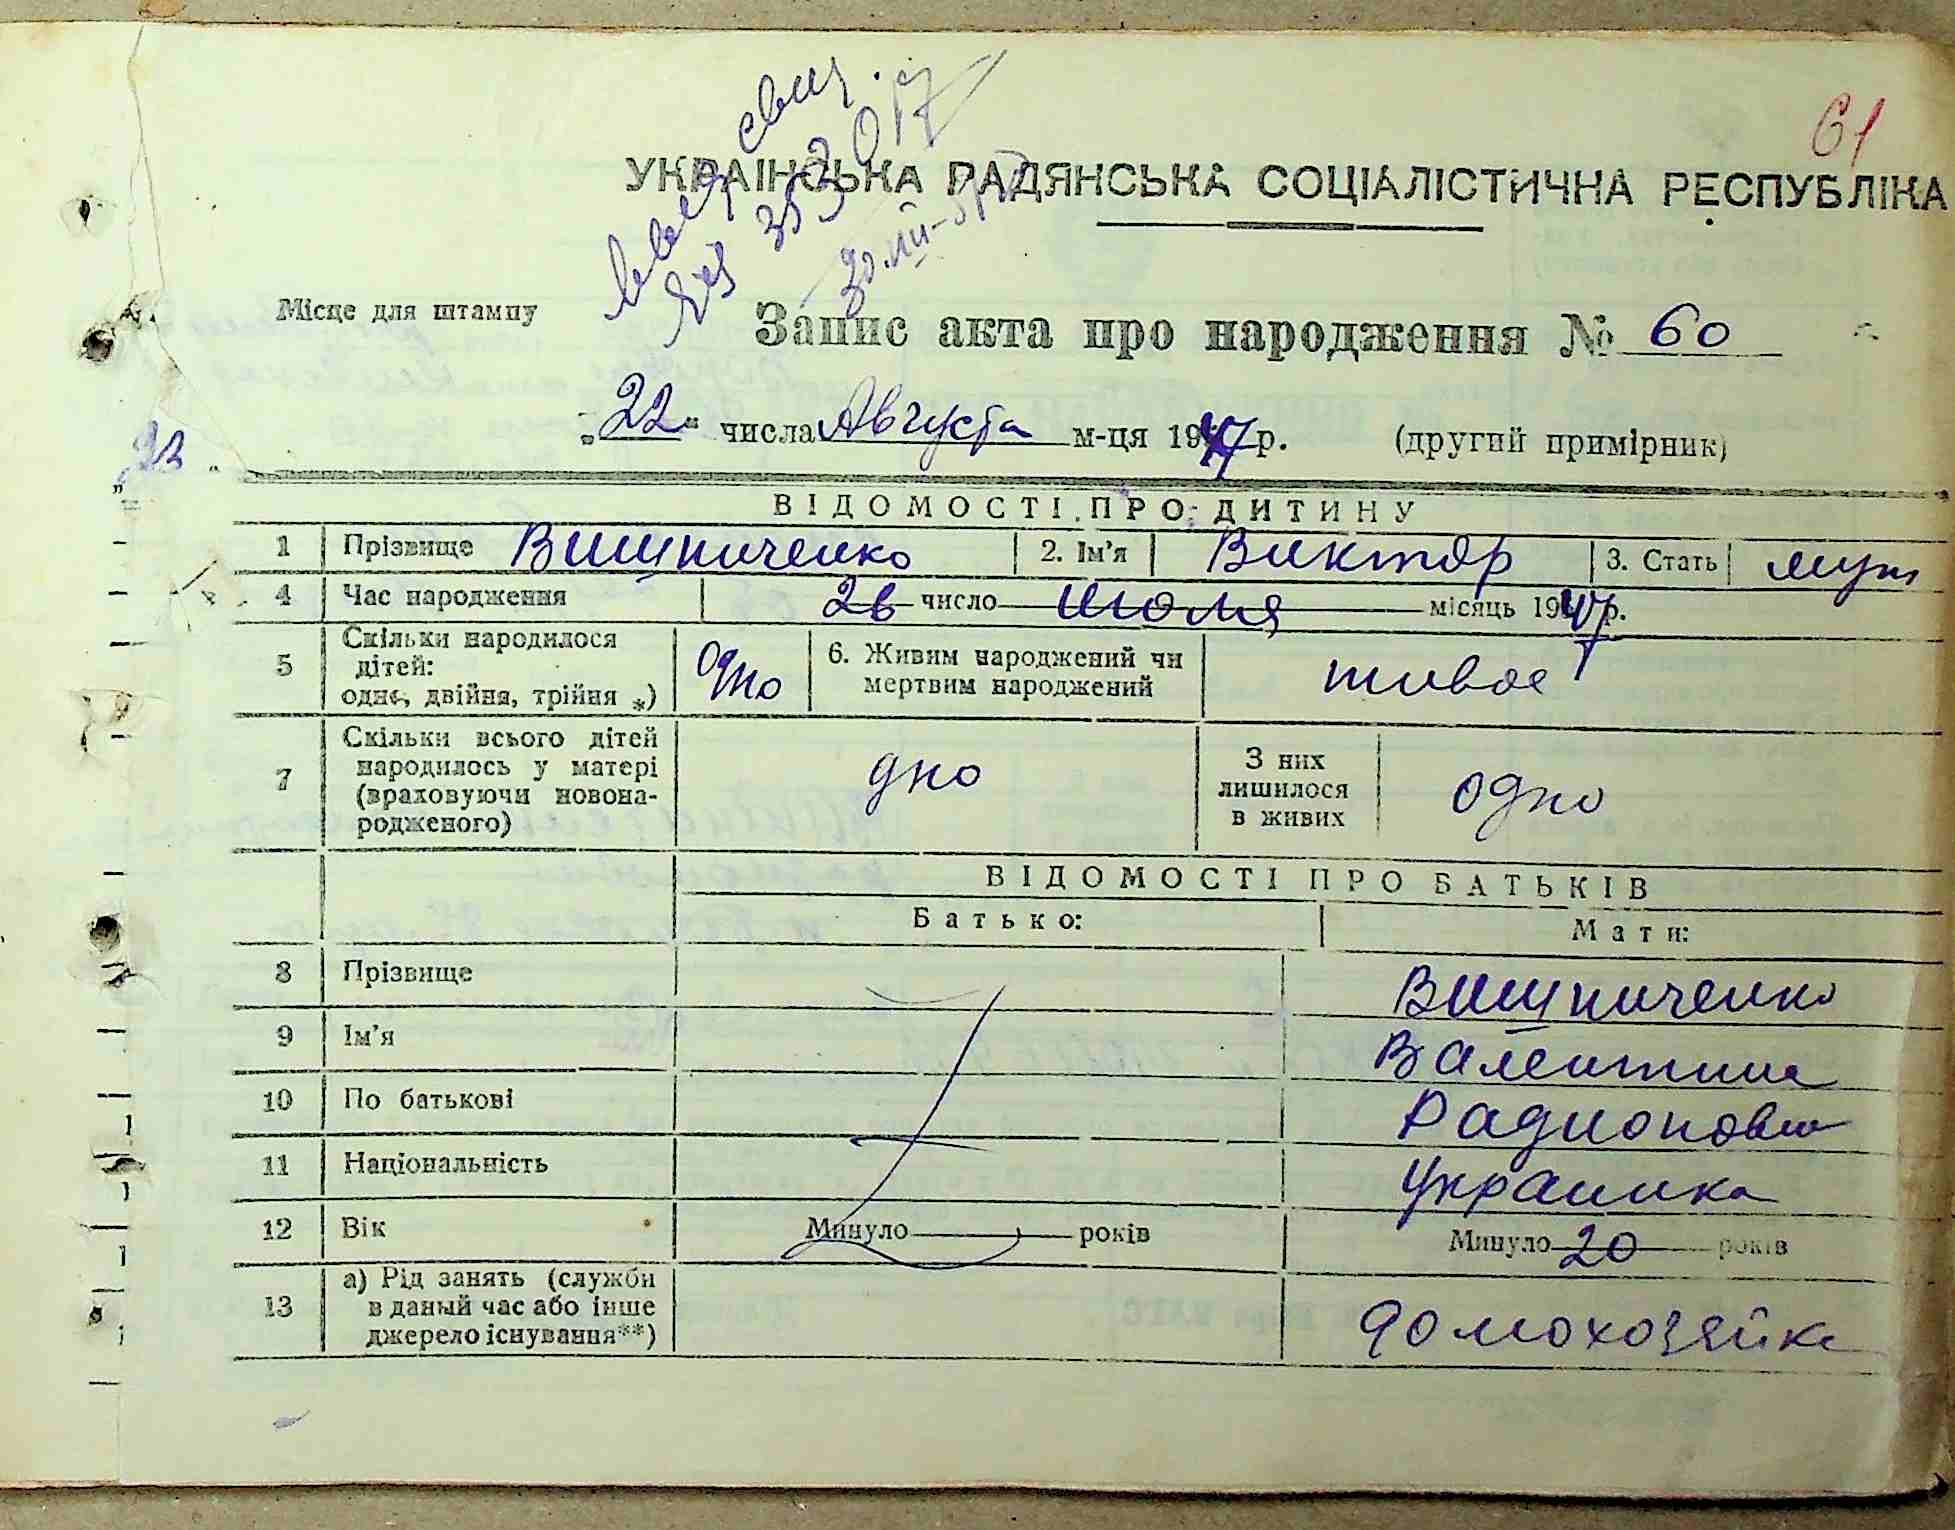 свид.
353017
61
УКРАЇНСЬКА РАДЯНСЬКА СОЦІАЛІСТИЧНА РЕСПУБЛІКА
Місце для штампу
Запис акта про народження № 60
„22“ числа Августа м-ця 1947 р. (другий примірник)
ВІДОМОСТІ ПРО ДИТИНУ
1 Прізвище Вишниченко 2. Ім'я Виктор 3. Стать муж
4 Час народження 26 число июля місяць 1947 р.
5 Скільки народилося дітей: одне, двійня, трійня *) одно 6. Живим народжений чи мертвим народжений живое
7 Скільки всього дітей народилось у матері (враховуючи новонародженого) дно З них лишилося в живих одно
ВІДОМОСТІ ПРО БАТЬКІВ
Батько: Мати:
8 Прізвище Вишниченко
9 Ім'я Валентина
10 По батькові Радионовна
11 Національність Украинка
12 Вік Минуло років Минуло 20 років
13 а) Рід занять (служби в даний час або інше джерело існування**) домохозяйка